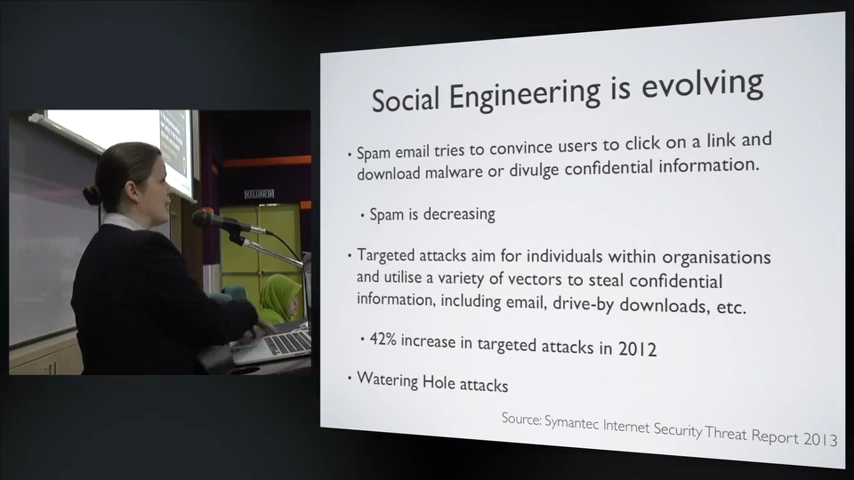 Social Engineering is evolving
• Spam email tries to convince users to click on a link and
download malware or divulge confidential information.
• Spam is decreasing
• Targeted attacks aim for individuals within organisations
and utilise a variety of vectors to steal confidential
information, including email, drive-by downloads, etc.
• 42% increase in targeted attacks in 2012
• Watering Hole attacks
Source: Symantec Internet Security Threat Report 2013